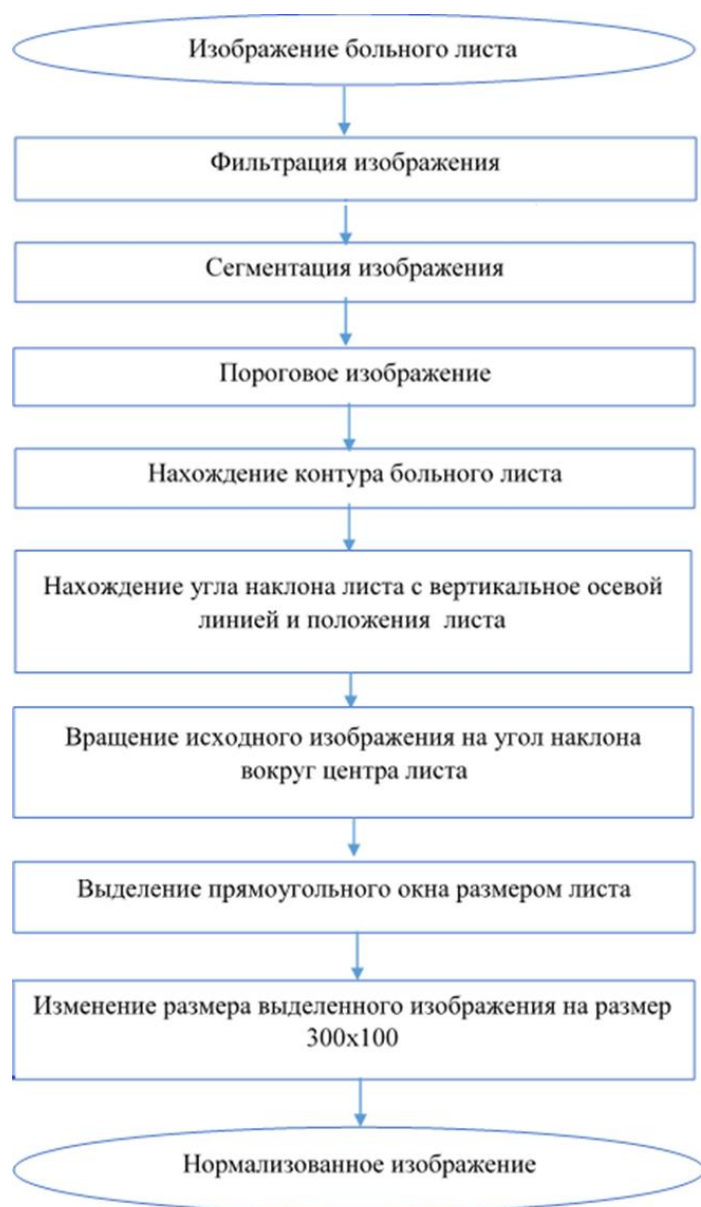 Изображение больного листа
Фильтрация изображения
Сегментация изображения
Пороговое изображение
Нахождение контура больного листа
Нахождение угла наклона листа с вертикальное осевой
линией и положения листа
Вращение исходного изображения на угол наклона
вокруг центра листа
Выделение прямоугольного окна размером листа
Изменение размера выделенного изображения на размер
300х100
Нормализованное изображение